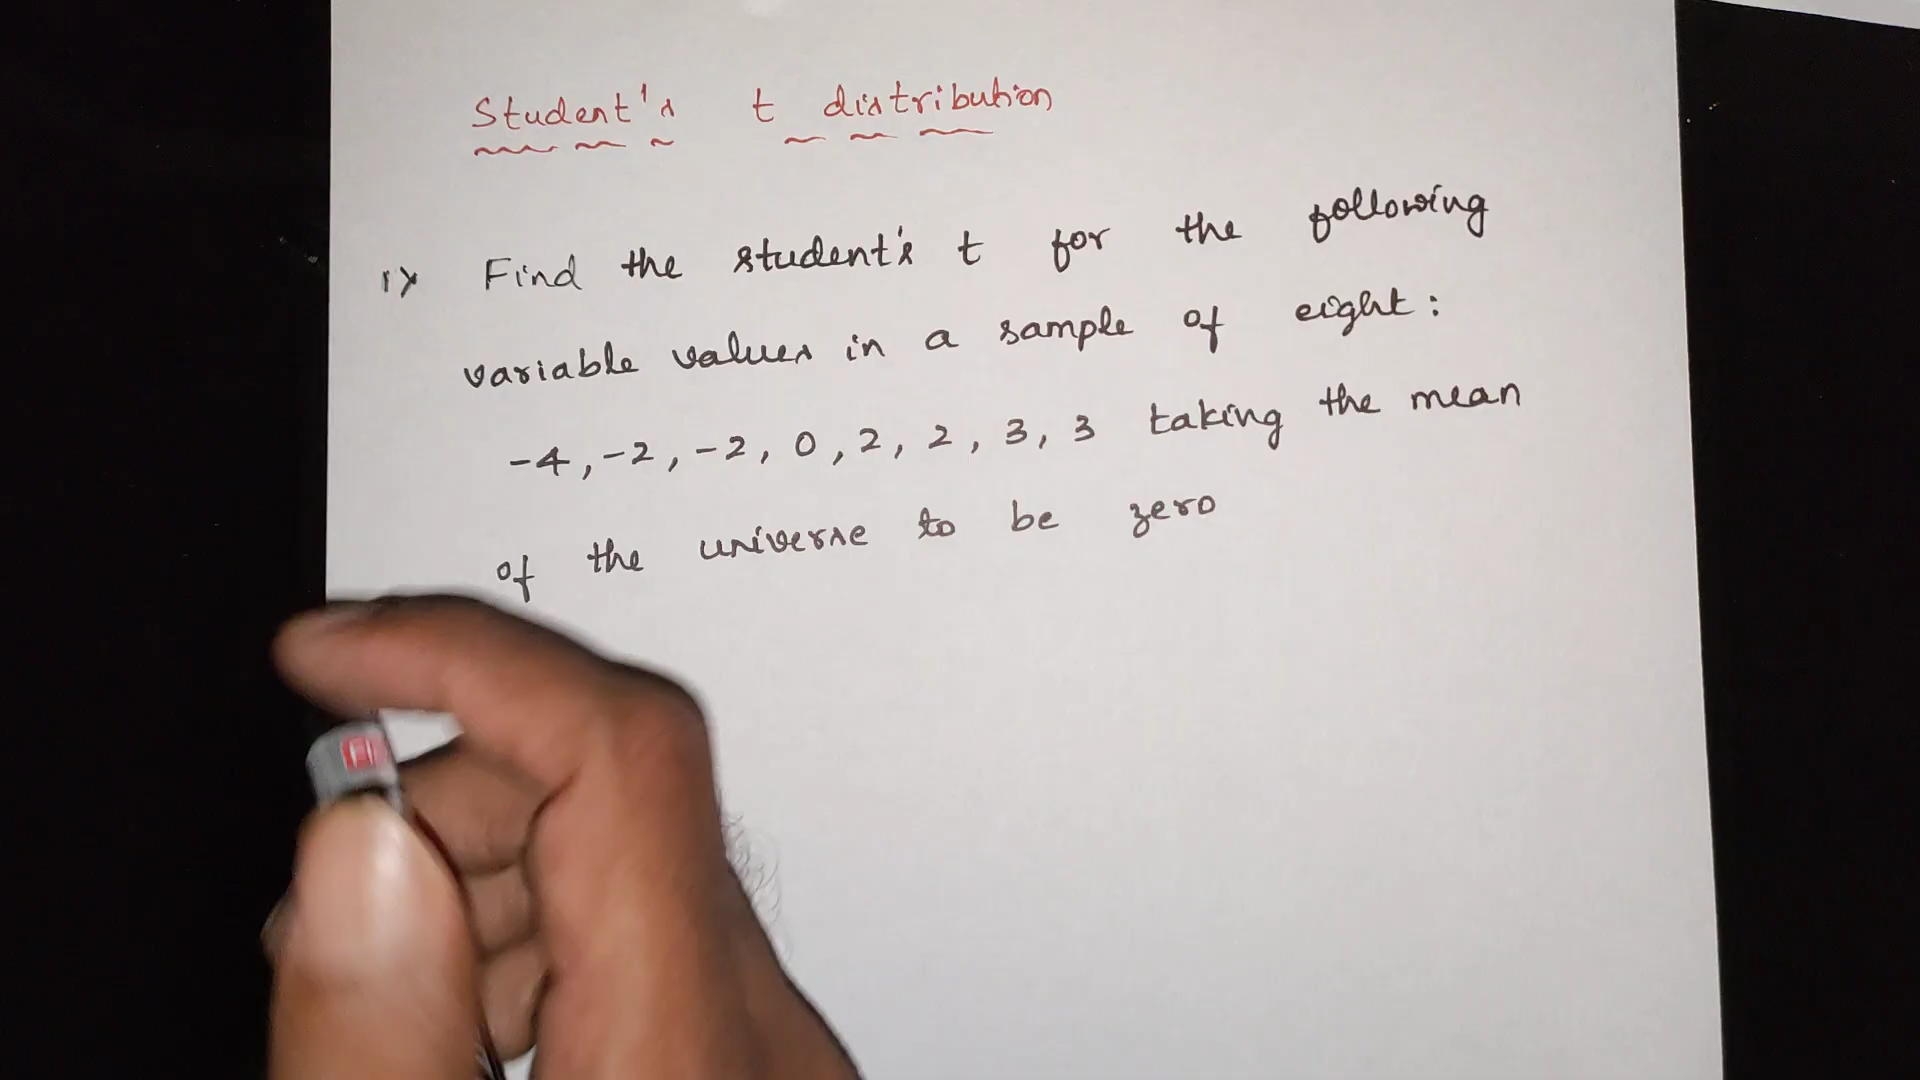 Student's t distribution
1) Find the student's t for the following
variable values in a sample of eight:
-4, -2, -2, 0, 2, 2, 3, 3 taking the mean
of the universe to be zero